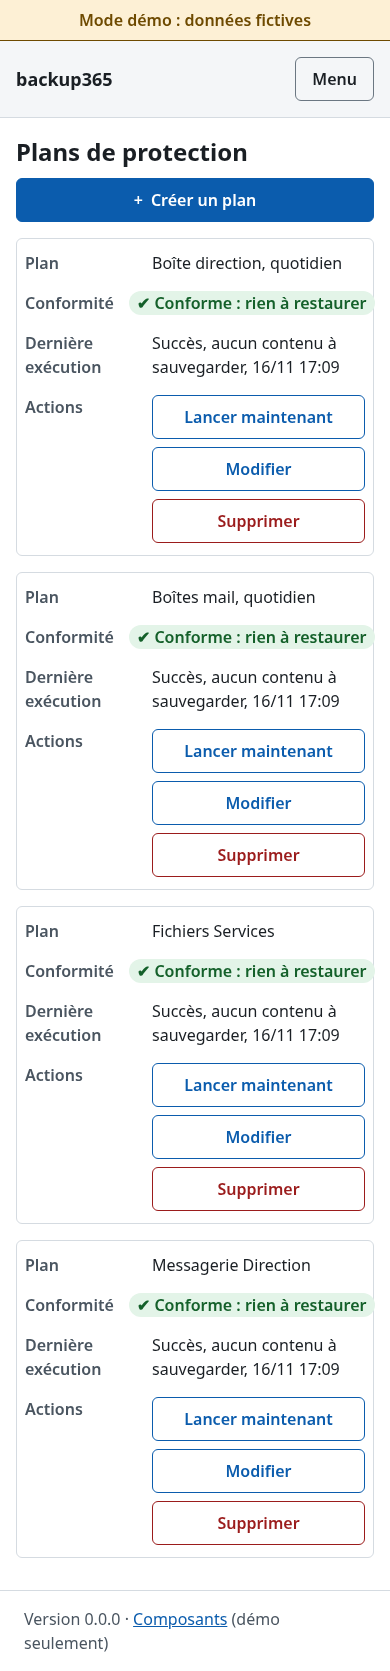 Mode démo : données fictives
backup365
Menu
Plans de protection
+ Créer un plan
Plan
Boîte direction, quotidien
Conformité
✔ Conforme : rien à restaurer
Dernière exécution
Succès, aucun contenu à
sauvegarder, 16/11 17:09
Actions
Lancer maintenant
Modifier
Supprimer
Plan
Boîtes mail, quotidien
Conformité
✔ Conforme : rien à restaurer
Dernière exécution
Succès, aucun contenu à
sauvegarder, 16/11 17:09
Actions
Lancer maintenant
Modifier
Supprimer
Plan
Fichiers Services
Conformité
✔ Conforme : rien à restaurer
Dernière exécution
Succès, aucun contenu à
sauvegarder, 16/11 17:09
Actions
Lancer maintenant
Modifier
Supprimer
Plan
Messagerie Direction
Conformité
✔ Conforme : rien à restaurer
Dernière exécution
Succès, aucun contenu à
sauvegarder, 16/11 17:09
Actions
Lancer maintenant
Modifier
Supprimer
Version 0.0.0 · Composants (démo
seulement)